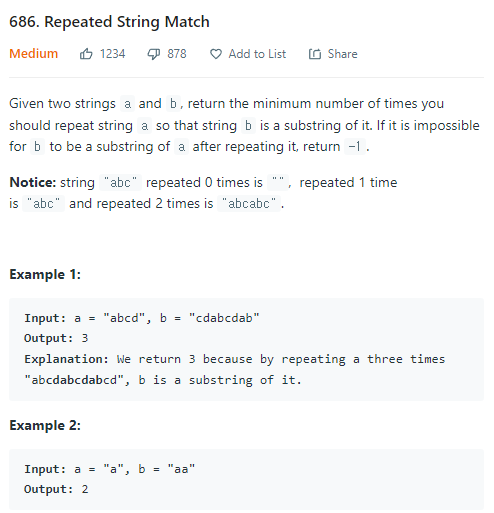 686. Repeated String Match
Medium 1234 878 Add to List Share
Given two strings a and b, return the minimum number of times you
should repeat string a so that string b is a substring of it. If it is impossible
for b to be a substring of a after repeating it, return -1.
Notice: string "abc" repeated 0 times is "", repeated 1 time
is "abc" and repeated 2 times is "abcabc".
Example 1:
Input: a = "abcd", b = "cdabcdab"
Output: 3
Explanation: We return 3 because by repeating a three times
"abcdabcdabcd", b is a substring of it.
Example 2:
Input: a = "a", b = "aa"
Output: 2